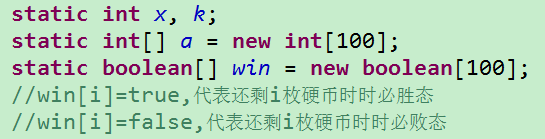 static int x, k;
static int[] a = new int[100];
static boolean[] win = new boolean[100];
//win[i]=true,代表还剩i枚硬币时时必胜态
//win[i]=false,代表还剩i枚硬币时时必败态